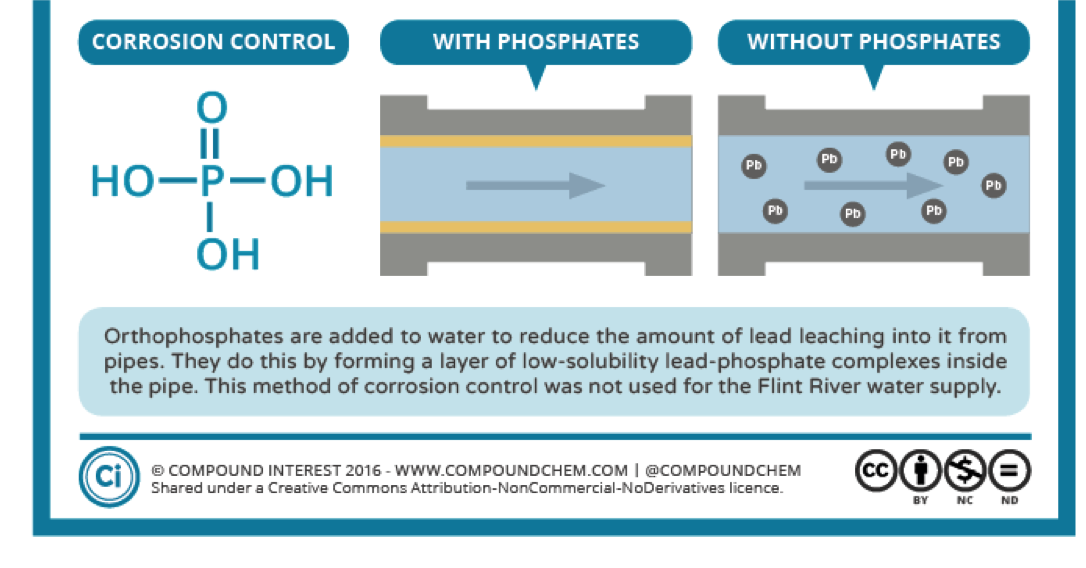 CORROSION CONTROL
WITH PHOSPHATES
WITHOUT PHOSPHATES
O
HO P OH
OH
Pb
Pb
Pb
Pb
Pb
Pb
Pb
Pb
Orthophosphates are added to water to reduce the amount of lead leaching into it from
pipes. They do this by forming a layer of low-solubility lead-phosphate complexes inside
the pipe. This method of corrosion control was not used for the Flint River water supply.
Ci
© COMPOUND INTEREST 2016 - WWW.COMPOUNDCHEM.COM | @COMPOUNDCHEM
Shared under a Creative Commons Attribution-NonCommercial-NoDerivatives licence.
CC
$
=
BY
NC
ND